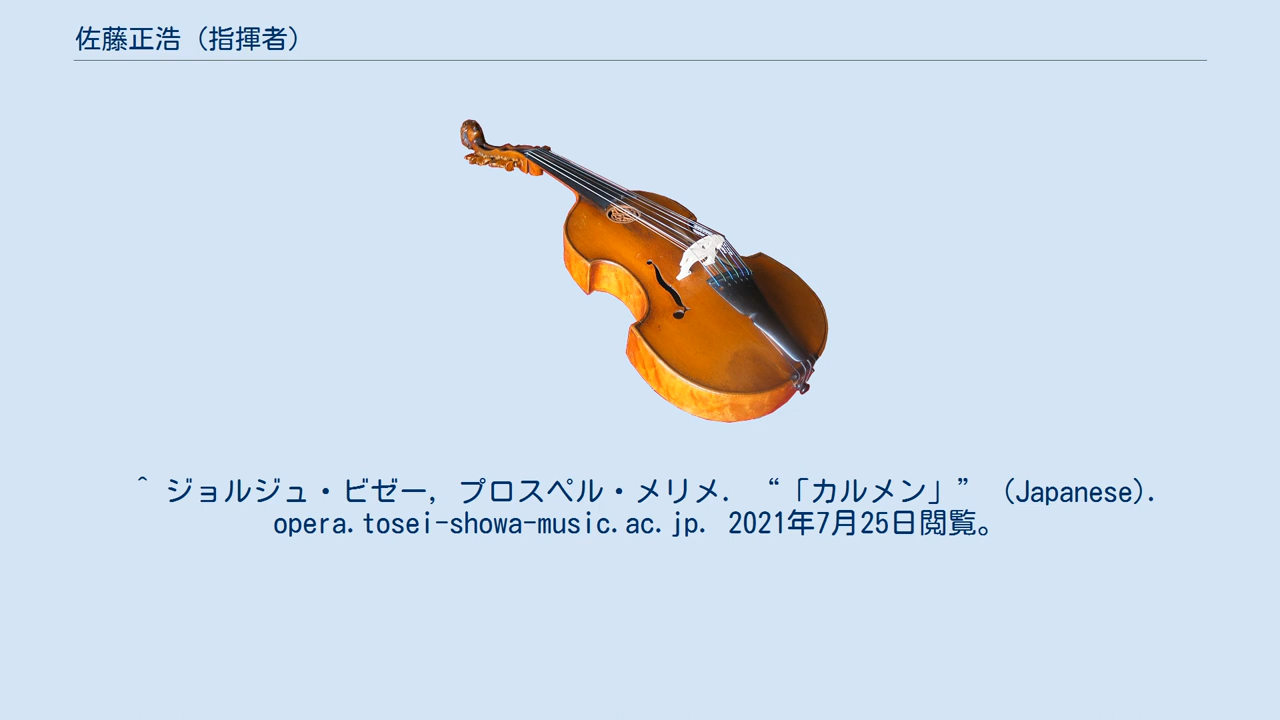 佐藤正浩（指揮者）
^ ジョルジュ・ビゼー, プロスペル・メリメ. “「カルメン」” (Japanese).
opera.tosei-showa-music.ac.jp. 2021年7月25日閲覧。